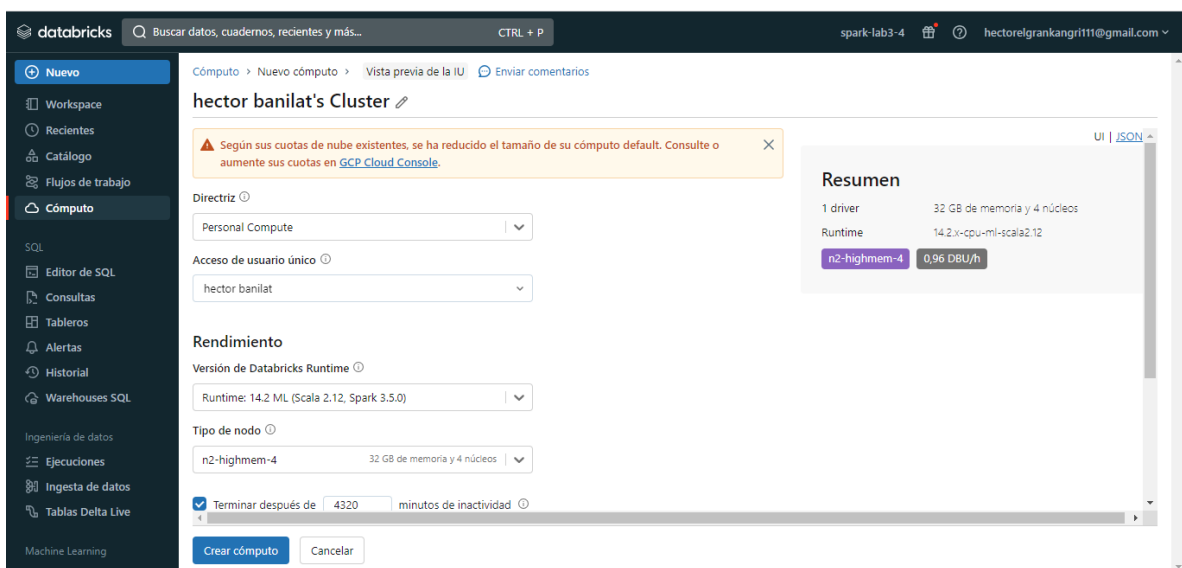 databricks
Buscar datos, cuadernos, recientes y más... CTRL + P
spark-lab3-4 hectorelgrankangri111@gmail.com
Nuevo
Workspace
Recientes
Catálogo
Flujos de trabajo
Cómputo
SQL
Editor de SQL
Consultas
Tableros
Alertas
Historial
Warehouses SQL
Ingeniería de datos
Ejecuciones
Ingesta de datos
Tablas Delta Live
Machine Learning
Cómputo > Nuevo cómputo > Vista previa de la IU Enviar comentarios
hector banilat's Cluster
Según sus cuotas de nube existentes, se ha reducido el tamaño de su cómputo default. Consulte o
aumente sus cuotas en GCP Cloud Console.
Directriz
Personal Compute
Acceso de usuario único
hector banilat
Rendimiento
Versión de Databricks Runtime
Runtime: 14.2 ML (Scala 2.12, Spark 3.5.0)
Tipo de nodo
n2-highmem-4 32 GB de memoria y 4 núcleos
Terminar después de 4320 minutos de inactividad
Crear cómputo Cancelar
UI | JSON
Resumen
1 driver 32 GB de memoria y 4 núcleos
Runtime 14.2.x-cpu-ml-scala2.12
n2-highmem-4 0,96 DBU/h